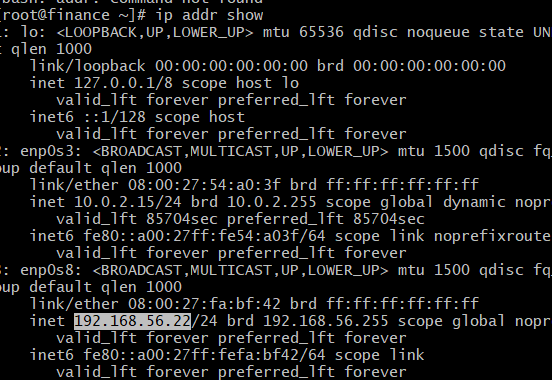 bash: addr: command not found
[root@finance ~]# ip addr show
1: lo: <LOOPBACK,UP,LOWER_UP> mtu 65536 qdisc noqueue state UN
t qlen 1000
link/loopback 00:00:00:00:00:00 brd 00:00:00:00:00:00
inet 127.0.0.1/8 scope host lo
valid_lft forever preferred_lft forever
inet6 ::1/128 scope host
valid_lft forever preferred_lft forever
2: enp0s3: <BROADCAST,MULTICAST,UP,LOWER_UP> mtu 1500 qdisc fq_
oup default qlen 1000
link/ether 08:00:27:54:a0:3f brd ff:ff:ff:ff:ff:ff
inet 10.0.2.15/24 brd 10.0.2.255 scope global dynamic nopr
valid_lft 85704sec preferred_lft 85704sec
inet6 fe80::a00:27ff:fe54:a03f/64 scope link noprefixroute
valid_lft forever preferred_lft forever
3: enp0s8: <BROADCAST,MULTICAST,UP,LOWER_UP> mtu 1500 qdisc fq_
oup default qlen 1000
link/ether 08:00:27:fa:bf:42 brd ff:ff:ff:ff:ff:ff
inet 192.168.56.22/24 brd 192.168.56.255 scope global nopr
valid_lft forever preferred_lft forever
inet6 fe80::a00:27ff:fefa:bf42/64 scope link
valid_lft forever preferred_lft forever